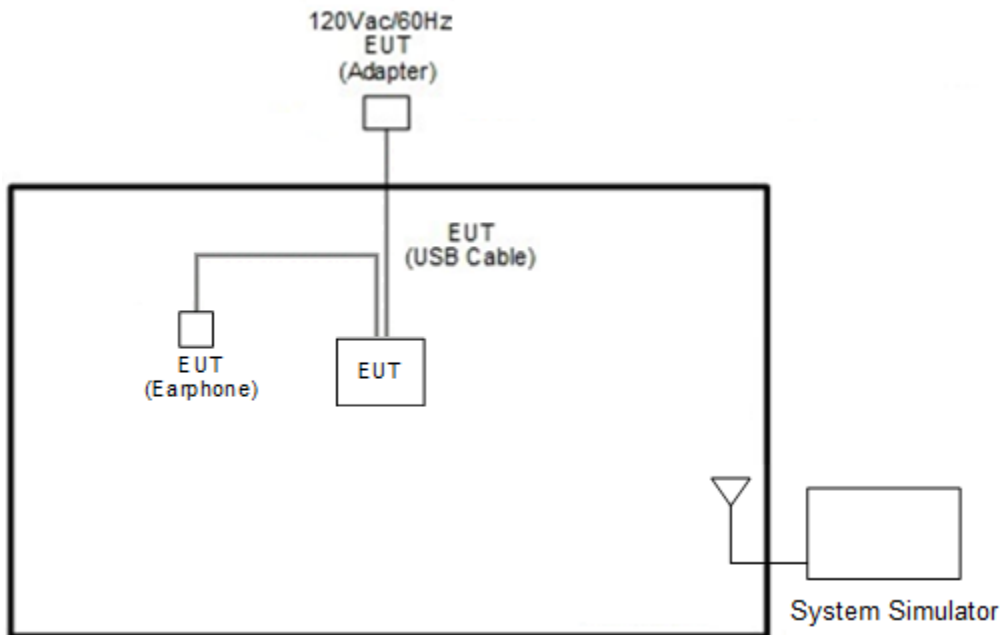 120Vac/60Hz
EUT
(Adapter)
EUT
(USB Cable)
EUT
(Earphone)
EUT
System Simulator